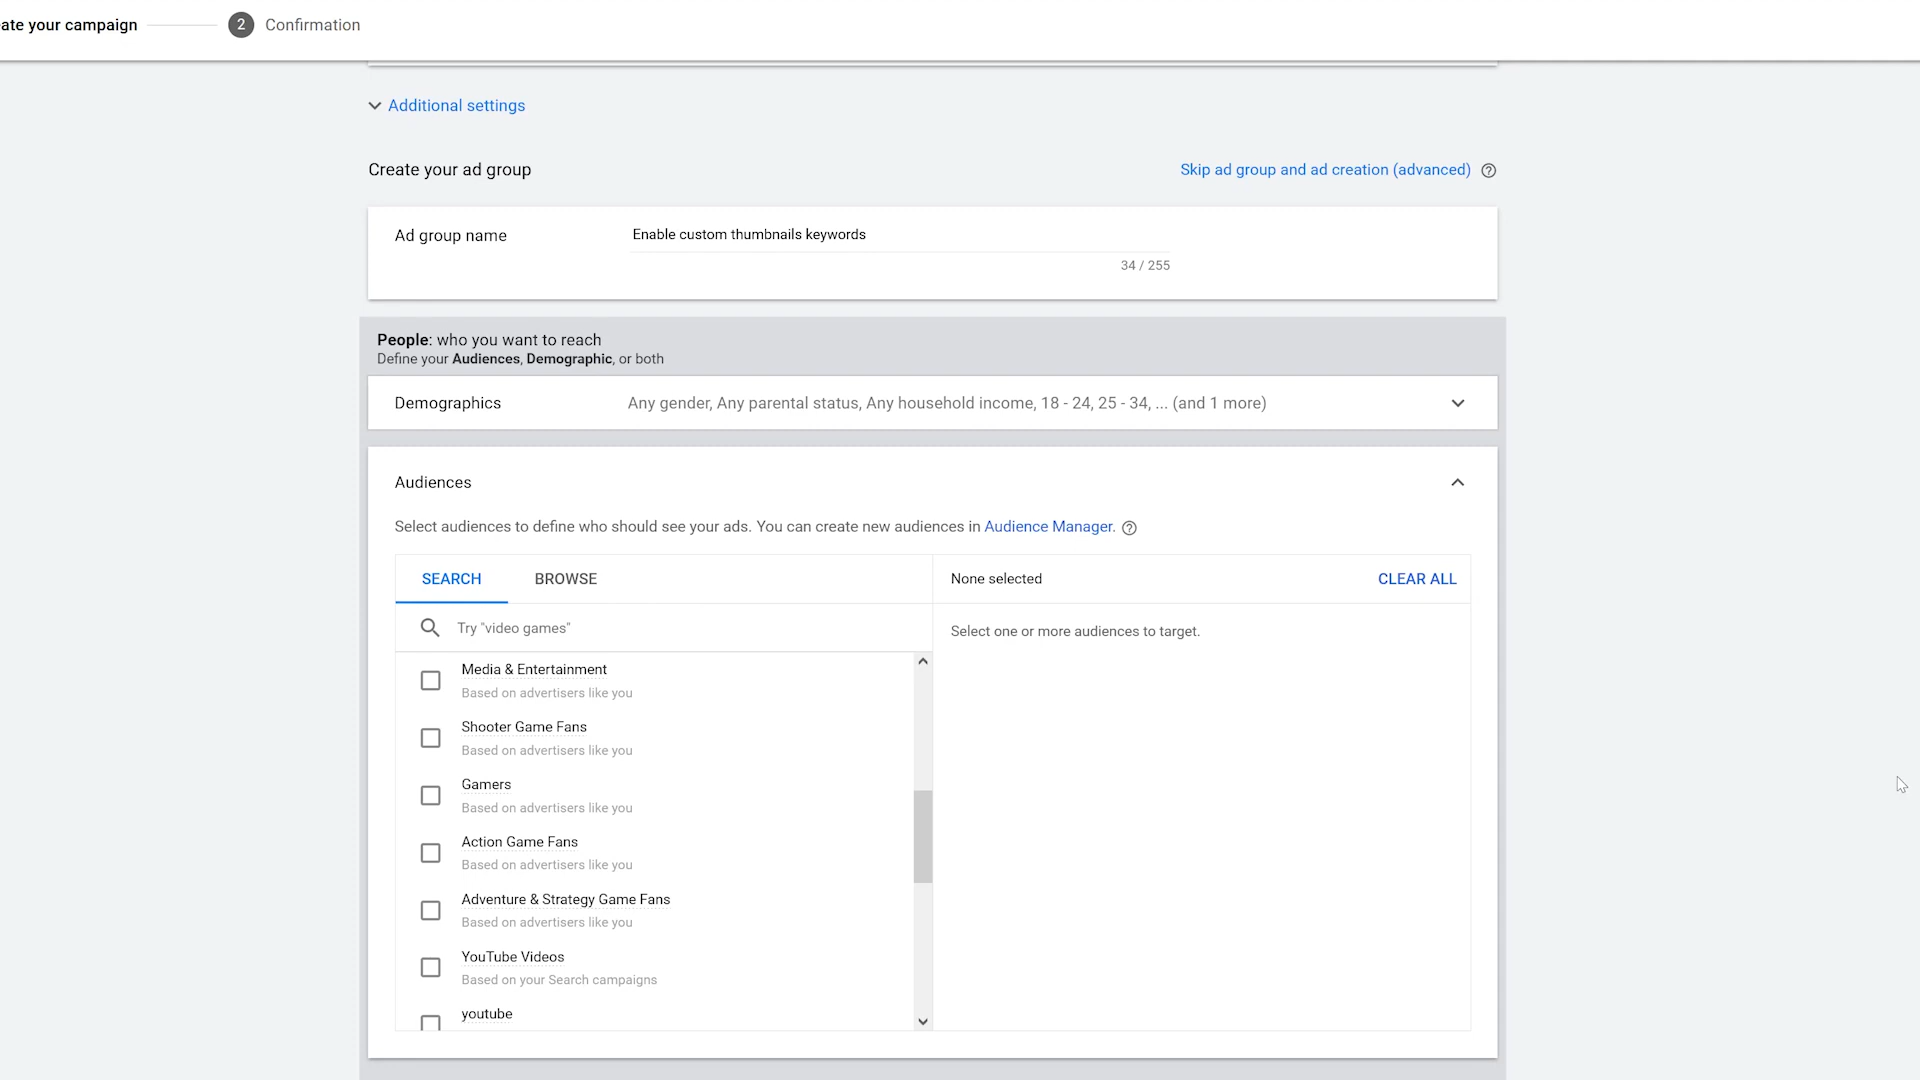 ate your campaign
2 Confirmation
Additional settings
Create your ad group
Skip ad group and ad creation (advanced)
Ad group name
Enable custom thumbnails keywords
34 / 255
People: who you want to reach
Define your Audiences, Demographic, or both
Demographics
Any gender, Any parental status, Any household income, 18 - 24, 25 - 34, ... (and 1 more)
Audiences
Select audiences to define who should see your ads. You can create new audiences in Audience Manager.
SEARCH
BROWSE
None selected
CLEAR ALL
Try "video games"
Select one or more audiences to target.
Media & Entertainment
Based on advertisers like you
Shooter Game Fans
Based on advertisers like you
Gamers
Based on advertisers like you
Action Game Fans
Based on advertisers like you
Adventure & Strategy Game Fans
Based on advertisers like you
YouTube Videos
Based on your Search campaigns
youtube